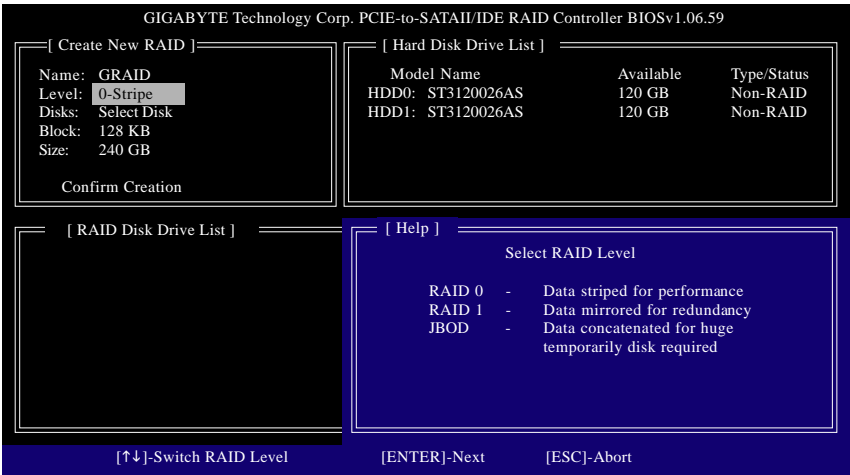 GIGABYTE Technology Corp. PCIE-to-SATAII/IDE RAID Controller BIOSv1.06.59
[ Create New RAID ]
Name: GRAID
Level: 0-Stripe
Disks: Select Disk
Block: 128 KB
Size: 240 GB
Confirm Creation
[ Hard Disk Drive List ]
Model Name Available Type/Status
HDD0: ST3120026AS 120 GB Non-RAID
HDD1: ST3120026AS 120 GB Non-RAID
[ RAID Disk Drive List ]
[ Help ]
Select RAID Level
RAID 0 - Data striped for performance
RAID 1 - Data mirrored for redundancy
JBOD - Data concatenated for huge
temporarily disk required
[↑↓]-Switch RAID Level [ENTER]-Next [ESC]-Abort